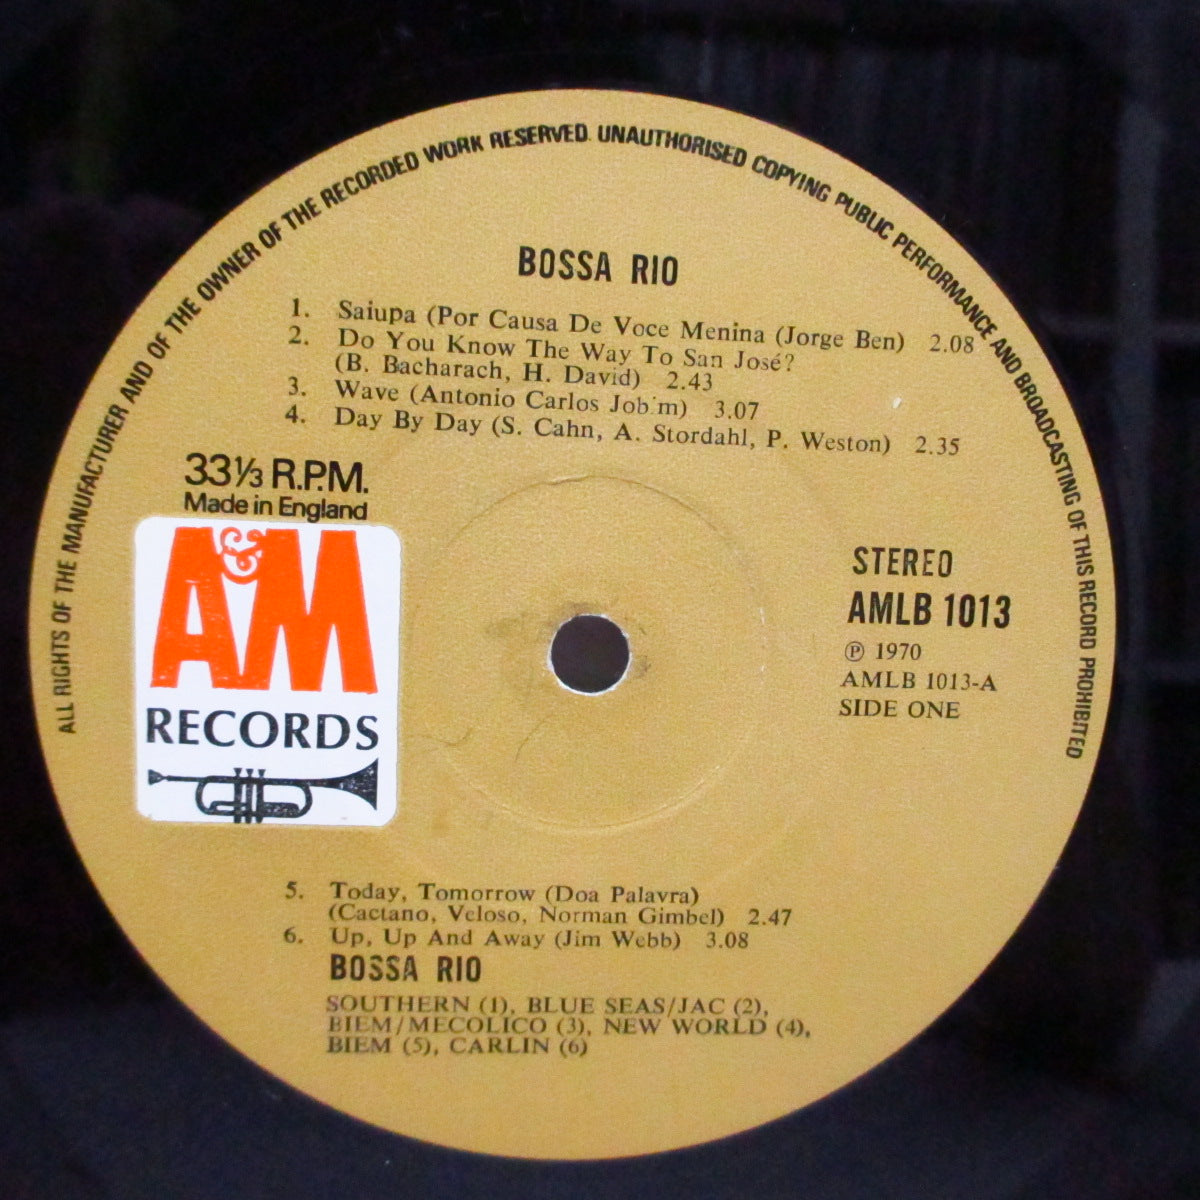 ALL RIGHTS OF THE MANUFACTURER AND OF THE OWNER OF THE RECORDED WORK RESERVED. UNAUTHORISED COPYING PUBLIC PERFORMANCE AND BROADCASTING OF THIS RECORD PROHIBITED
BOSSA RIO
1. Saiupa (Por Causa De Voce Menina (Jorge Ben) 2.08
2. Do You Know The Way To San José?
(B. Bacharach, H. David) 2.43
3. Wave (Antonio Carlos Jobim) 3.07
4. Day By Day (S. Cahn, A. Stordahl, P. Weston) 2.35
33⅓ R.P.M.
Made in England
A&M
RECORDS
STEREO
AMLB 1013
℗ 1970
AMLB 1013-A
SIDE ONE
5. Today, Tomorrow (Doa Palavra)
(Caetano, Veloso, Norman Gimbel) 2.47
6. Up, Up And Away (Jim Webb) 3.08
BOSSA RIO
SOUTHERN (1), BLUE SEAS/JAC (2),
BIEM/MECOLICO (3), NEW WORLD (4),
BIEM (5), CARLIN (6)